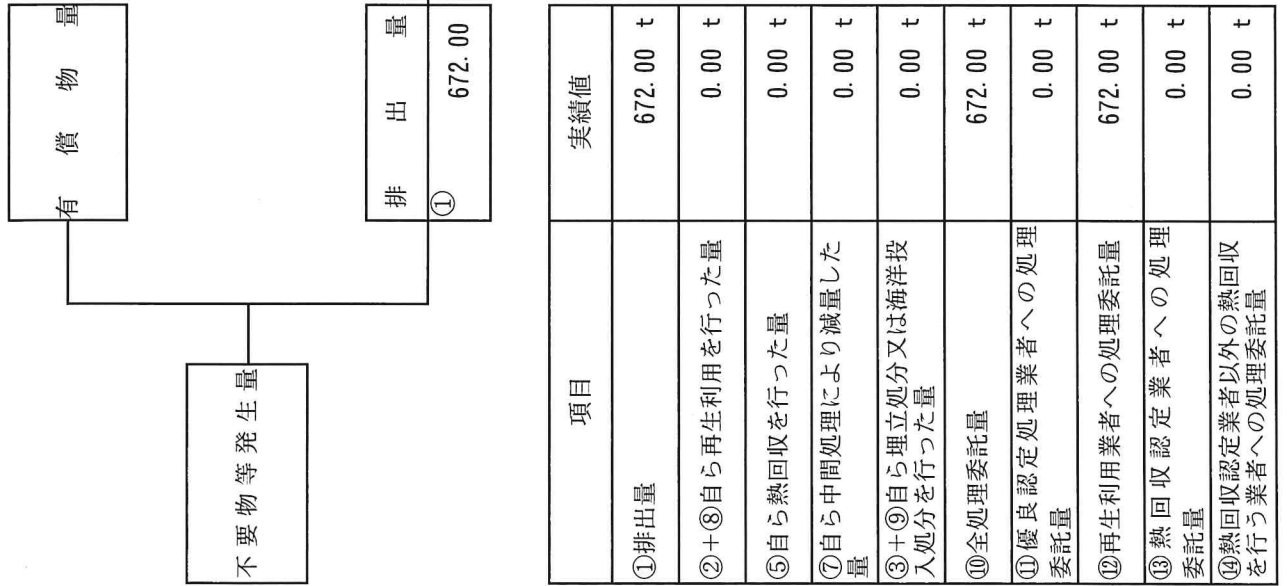 有償物量
不要物等発生量
排出量
①
672.00
項目 実績値
①排出量 672.00 t
②+⑧自ら再生利用を行った量 0.00 t
⑤自ら熱回収を行った量 0.00 t
⑦自ら中間処理により減量した
量 0.00 t
③+⑨自ら埋立処分又は海洋投
入処分を行った量 0.00 t
⑩全処理委託量 672.00 t
⑪優良認定処理業者への処理
委託量 0.00 t
⑫再生利用業者への処理委託量 672.00 t
⑬熱回収認定業者への処理
委託量 0.00 t
⑭熱回収認定業者以外の熱回収
を行う業者への処理委託量 0.00 t